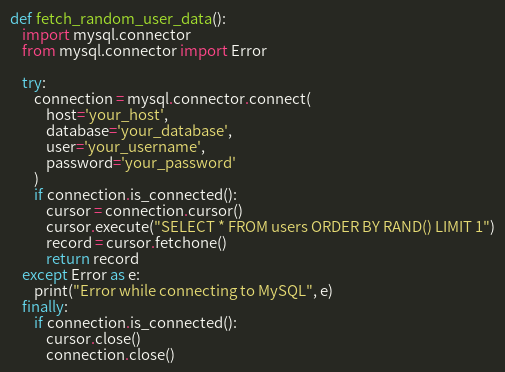 def fetch_random_user_data():
    import mysql.connector
    from mysql.connector import Error

    try:
        connection = mysql.connector.connect(
            host='your_host',
            database='your_database',
            user='your_username',
            password='your_password'
        )
        if connection.is_connected():
            cursor = connection.cursor()
            cursor.execute("SELECT * FROM users ORDER BY RAND() LIMIT 1")
            record = cursor.fetchone()
            return record
    except Error as e:
        print("Error while connecting to MySQL", e)
    finally:
        if connection.is_connected():
            cursor.close()
            connection.close()